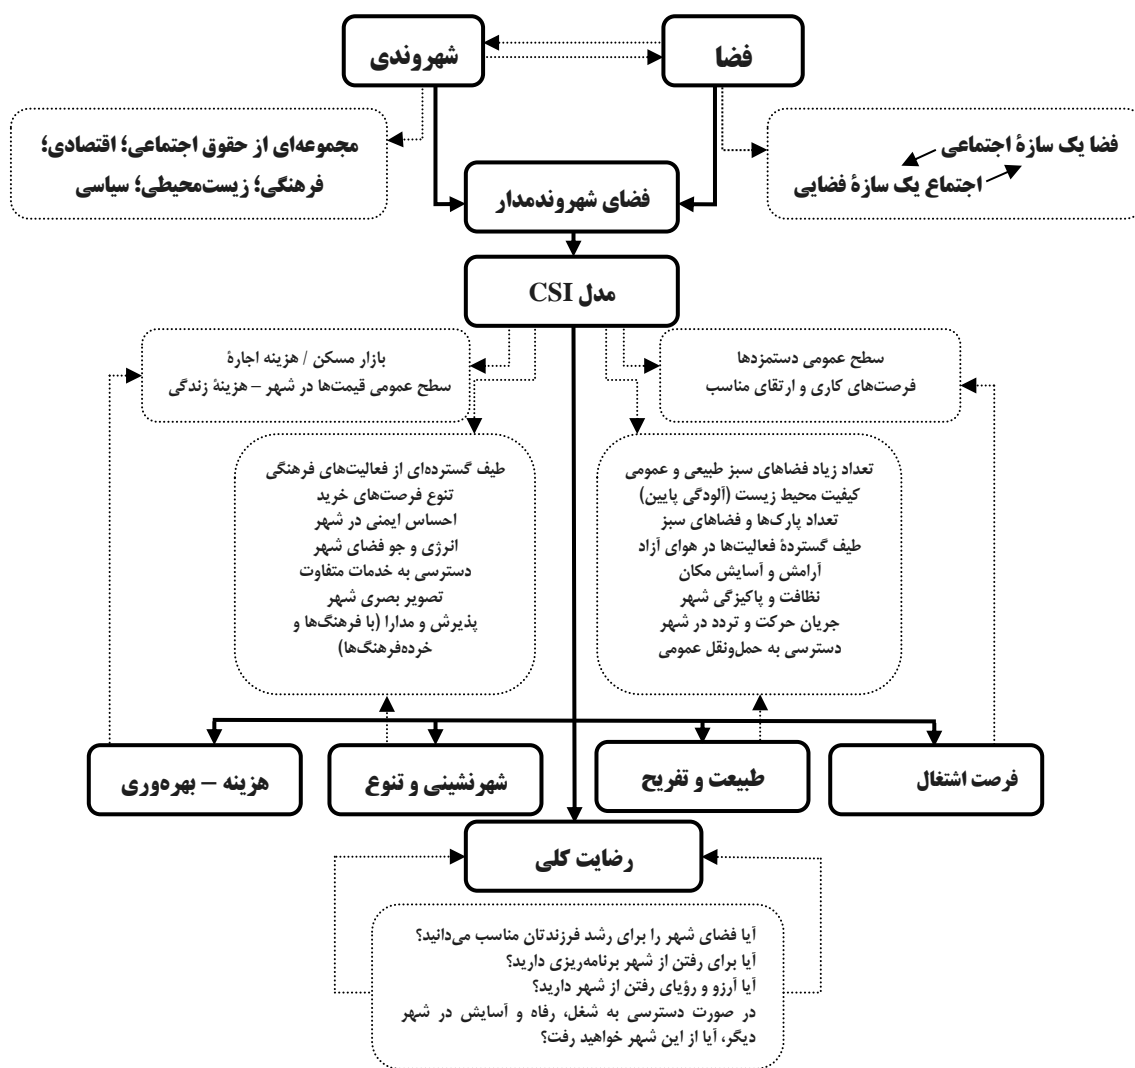 فضا
شهروندی
فضا یک سازۀ اجتماعی
اجتماع یک سازۀ فضایی
مجموعه‌ای از حقوق اجتماعی؛ اقتصادی؛
فرهنگی؛ زیست‌محیطی؛ سیاسی
فضای شهروندمدار
مدل CSI
سطح عمومی دستمزدها
فرصت‌های کاری و ارتقای مناسب
بازار مسکن / هزینه اجارۀ
سطح عمومی قیمت‌ها در شهر – هزینۀ زندگی
تعداد زیاد فضاهای سبز طبیعی و عمومی
کیفیت محیط زیست (آلودگی پایین)
تعداد پارک‌ها و فضاهای سبز
طیف گستردۀ فعالیت‌ها در هوای آزاد
آرامش و آسایش مکان
نظافت و پاکیزگی شهر
جریان حرکت و تردد در شهر
دسترسی به حمل‌ونقل عمومی
طیف گسترده‌ای از فعالیت‌های فرهنگی
تنوع فرصت‌های خرید
احساس ایمنی در شهر
انرژی و جو فضای شهر
دسترسی به خدمات متفاوت
تصویر بصری شهر
پذیرش و مدارا (با فرهنگ‌ها و
خرده‌فرهنگ‌ها)
فرصت اشتغال
طبیعت و تفریح
شهرنشینی و تنوع
هزینه – بهره‌وری
رضایت کلی
آیا فضای شهر را برای رشد فرزندتان مناسب می‌دانید؟
آیا برای رفتن از شهر برنامه‌ریزی دارید؟
آیا آرزو و رؤیای رفتن از شهر دارید؟
در صورت دسترسی به شغل، رفاه و آسایش در شهر
دیگر، آیا از این شهر خواهید رفت؟